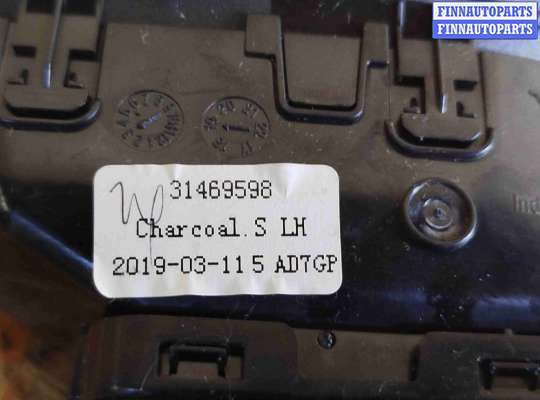 FINNAUTOPARTS
FINNAUTOPARTS
31469598
Charcoal.S LH
2019-03-11 5 AD7GP